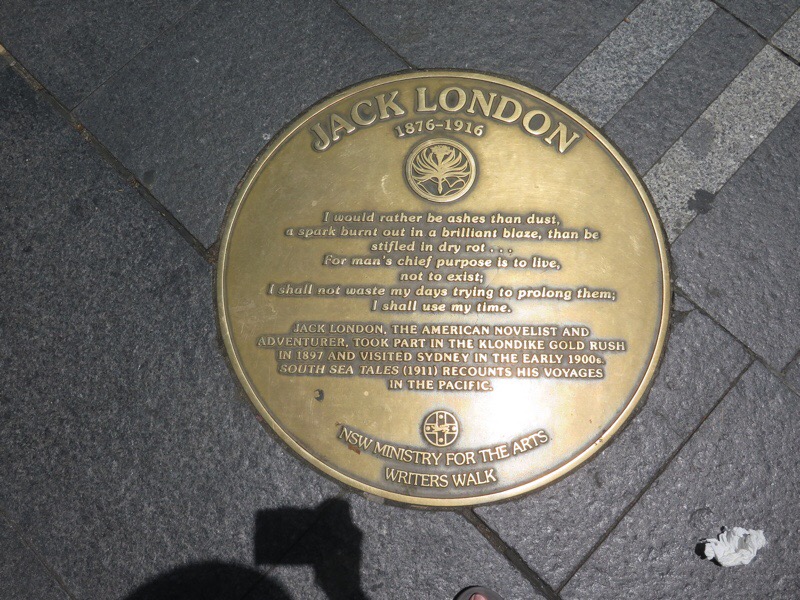 JACK LONDON
1876-1916
I would rather be ashes than dust,
a spark burnt out in a brilliant blaze, than be
stifled in dry rot . . .
For man's chief purpose is to live,
not to exist;
I shall not waste my days trying to prolong them;
I shall use my time.
JACK LONDON, THE AMERICAN NOVELIST AND
ADVENTURER, TOOK PART IN THE KLONDIKE GOLD RUSH
IN 1897 AND VISITED SYDNEY IN THE EARLY 1900s.
SOUTH SEA TALES (1911) RECOUNTS HIS VOYAGES
IN THE PACIFIC.
NSW MINISTRY FOR THE ARTS
WRITERS WALK